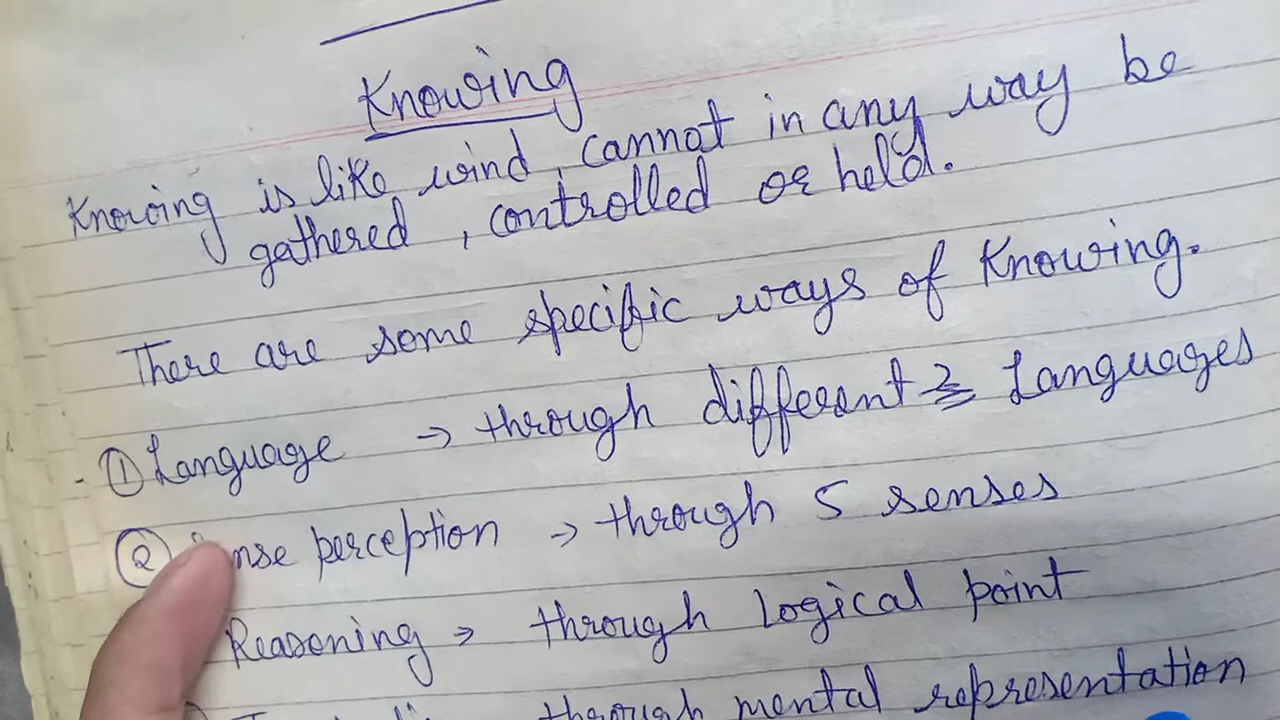 Knowing
Knowing is like wind, cannot in any way be
gathered, controlled or held.
There are some specific ways of Knowing.
① Language → through different 2 Languages
② Sense perception → through 5 senses
Reasoning → through Logical point
through mental representation